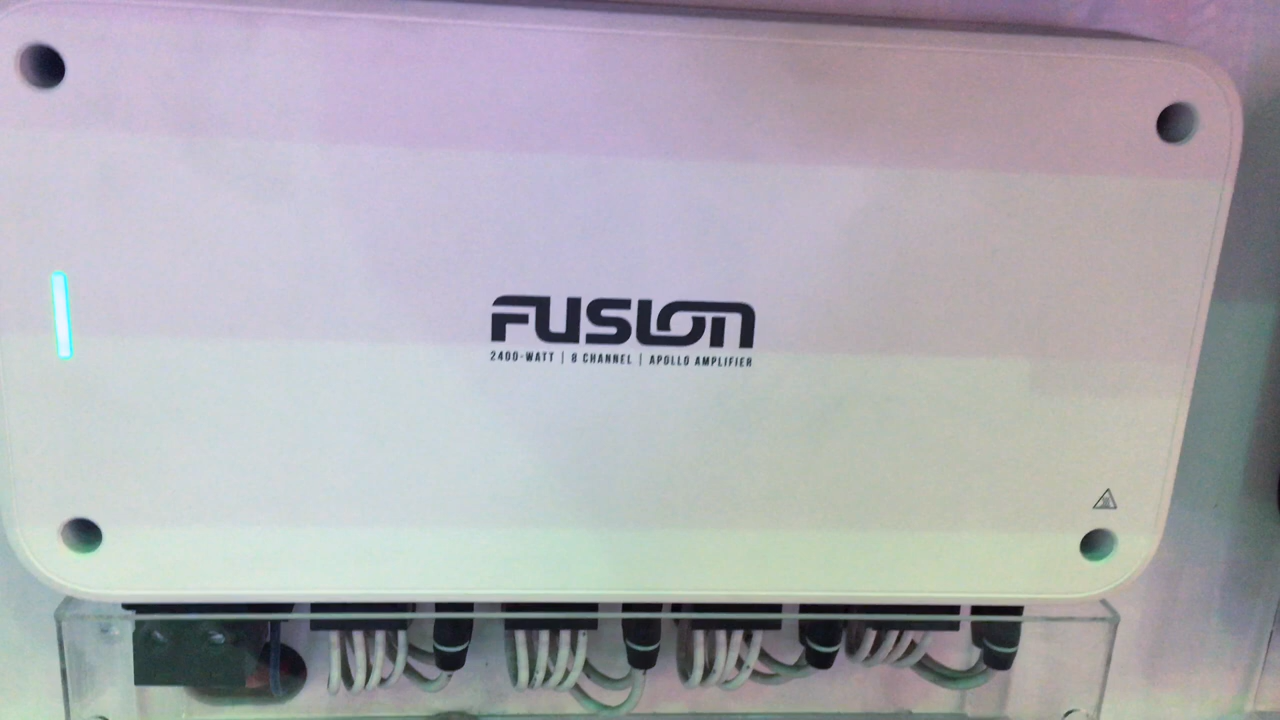 FUSION
2400-WATT | 8 CHANNEL | APOLLO AMPLIFIER